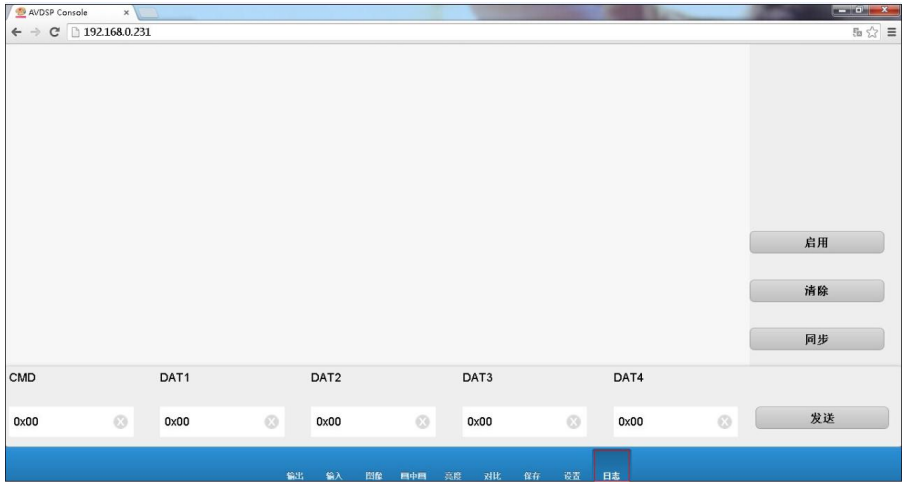 AVDSP Console
192.168.0.231
启用
清除
同步
CMD DAT1 DAT2 DAT3 DAT4
0x00 0x00 0x00 0x00 0x00 发送
输出 输入 图像 画中画 亮度 对比 保存 设置 日志